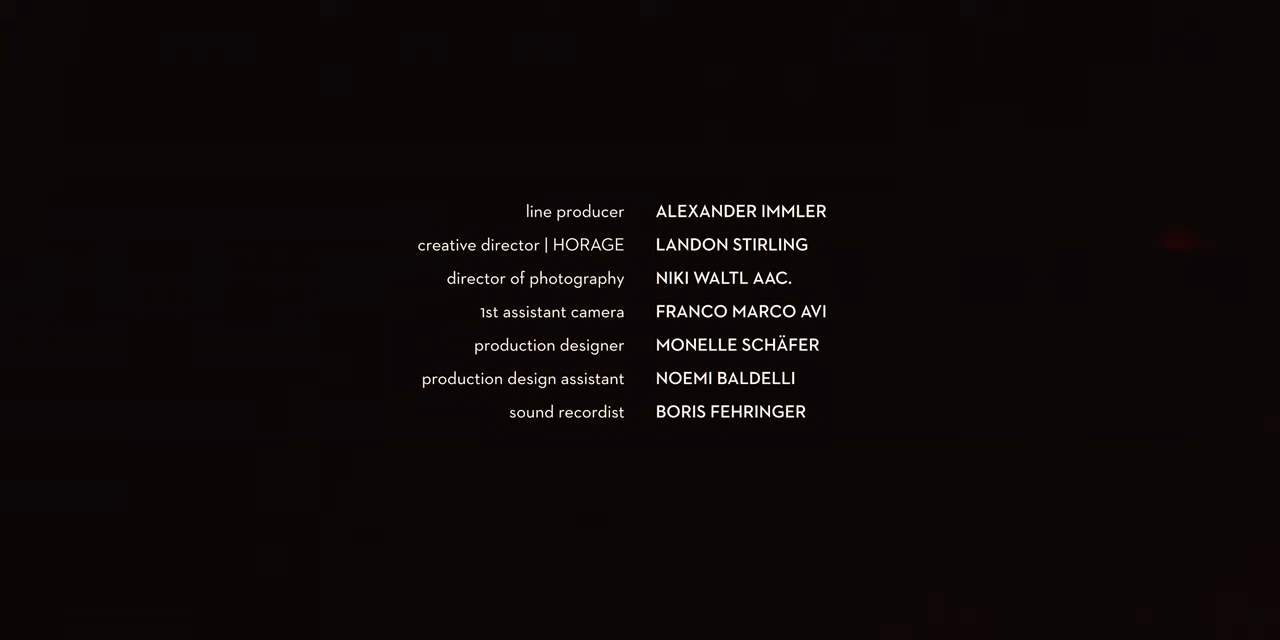 line producer ALEXANDER IMMLER
creative director | HORAGE LANDON STIRLING
director of photography NIKI WALTL AAC.
1st assistant camera FRANCO MARCO AVI
production designer MONELLE SCHÄFER
production design assistant NOEMI BALDELLI
sound recordist BORIS FEHRINGER